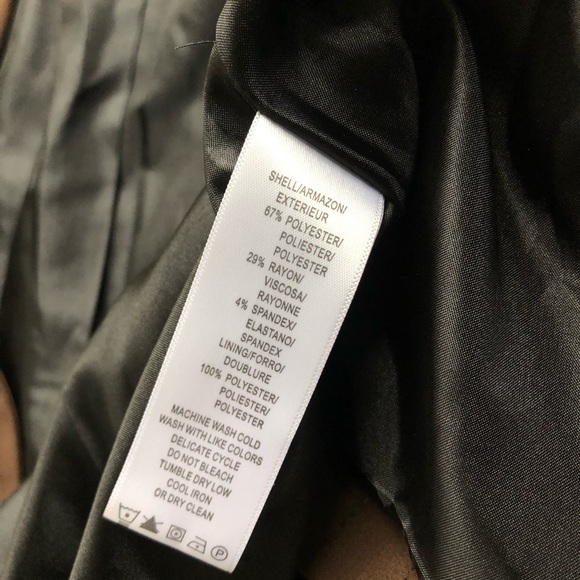 SHELL/ARMAZON/
EXTERIEUR
67% POLYESTER/
POLIESTER/
POLYESTER
29% RAYON/
VISCOSA/
RAYONNE
4% SPANDEX/
ELASTANO/
SPANDEX
LINING/FORRO/
DOUBLURE
100% POLYESTER/
POLIESTER/
POLYESTER
MACHINE WASH COLD
WASH WITH LIKE COLORS
DELICATE CYCLE
DO NOT BLEACH
TUMBLE DRY LOW
COOL IRON
OR DRY CLEAN
P